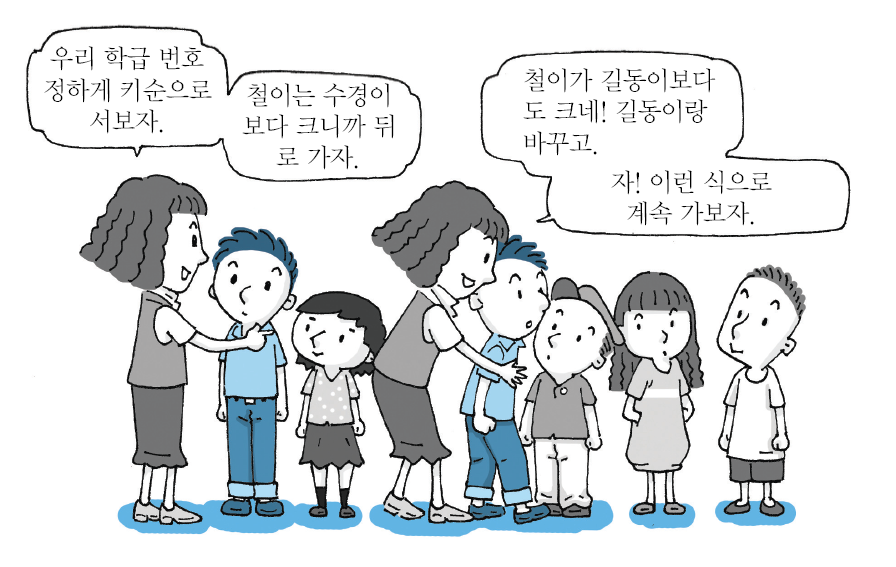 우리 학급 번호
정하게 키순으로
서보자.
철이는 수경이
보다 크니까 뒤
로 가자.
철이가 길동이보다
도 크네! 길동이랑
바꾸고.
자! 이런 식으로
계속 가보자.